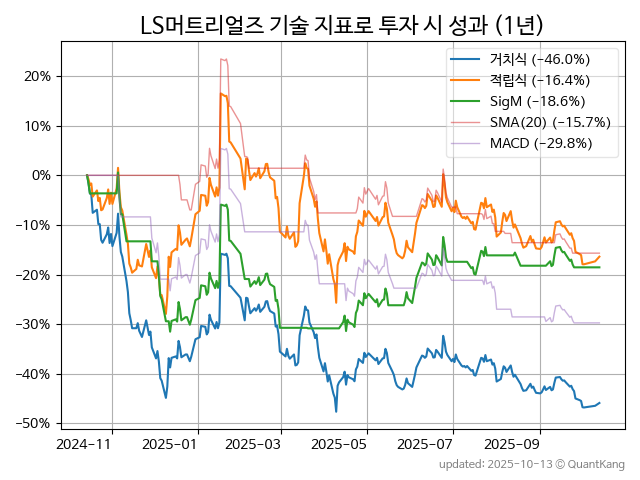 LS머트리얼즈 기술 지표로 투자 시 성과 (1년)
거치식 (−46.0%)
적립식 (−16.4%)
SigM (−18.6%)
SMA(20) (−15.7%)
MACD (−29.8%)
20%
10%
0%
−10%
−20%
−30%
−40%
−50%
2024-11 2025-01 2025-03 2025-05 2025-07 2025-09
updated: 2025-10-13 © QuantKang